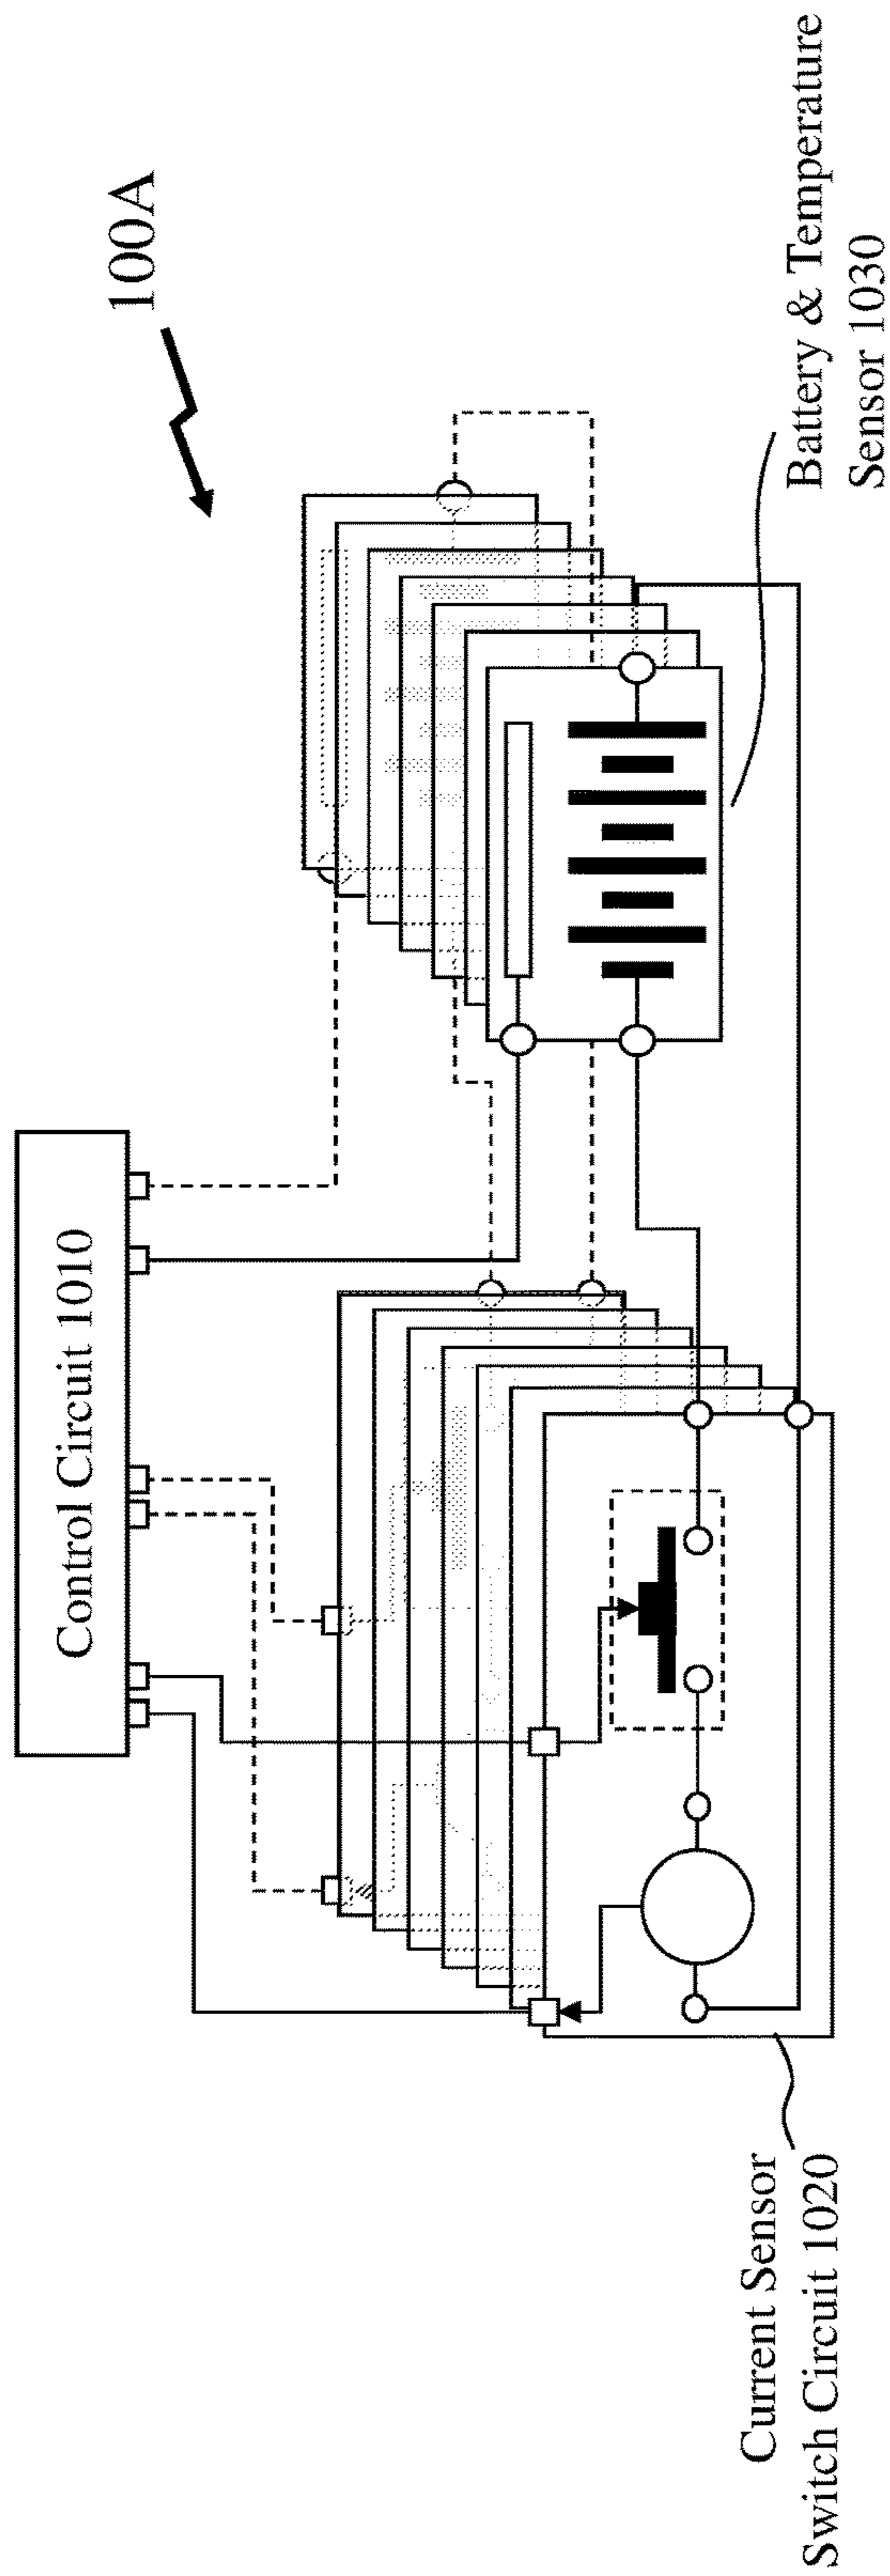 100A
Control Circuit 1010
Battery & Temperature
Sensor 1030
Current Sensor
Switch Circuit 1020